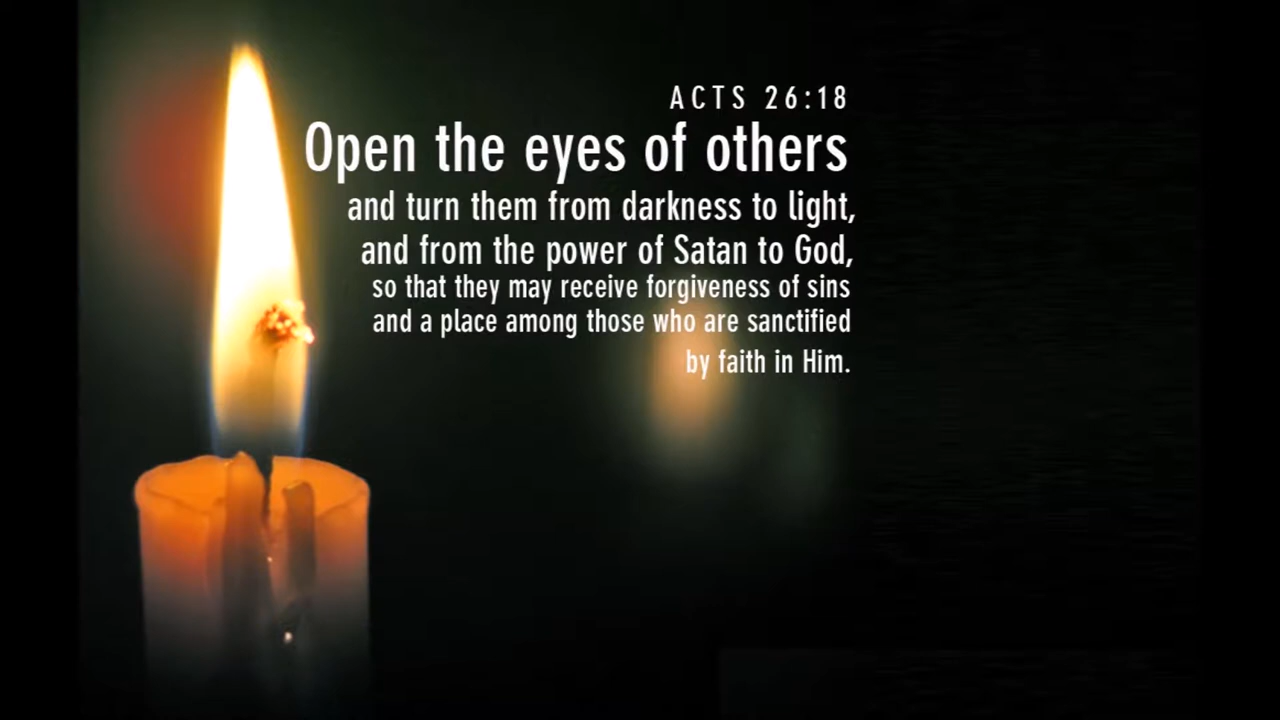 ACTS 26:18
Open the eyes of others
and turn them from darkness to light,
and from the power of Satan to God,
so that they may receive forgiveness of sins
and a place among those who are sanctified
by faith in Him.